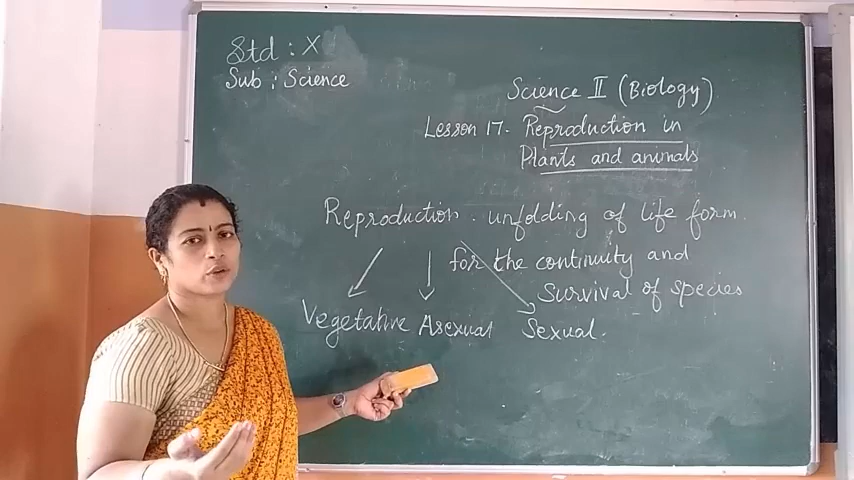 Std : X
Sub : Science
Science II (Biology)
Lesson 17. Reproduction in
Plants and animals
Reproduction . unfolding of life form
for the continuity and
Survival of species
Vegetative Asexual Sexual.